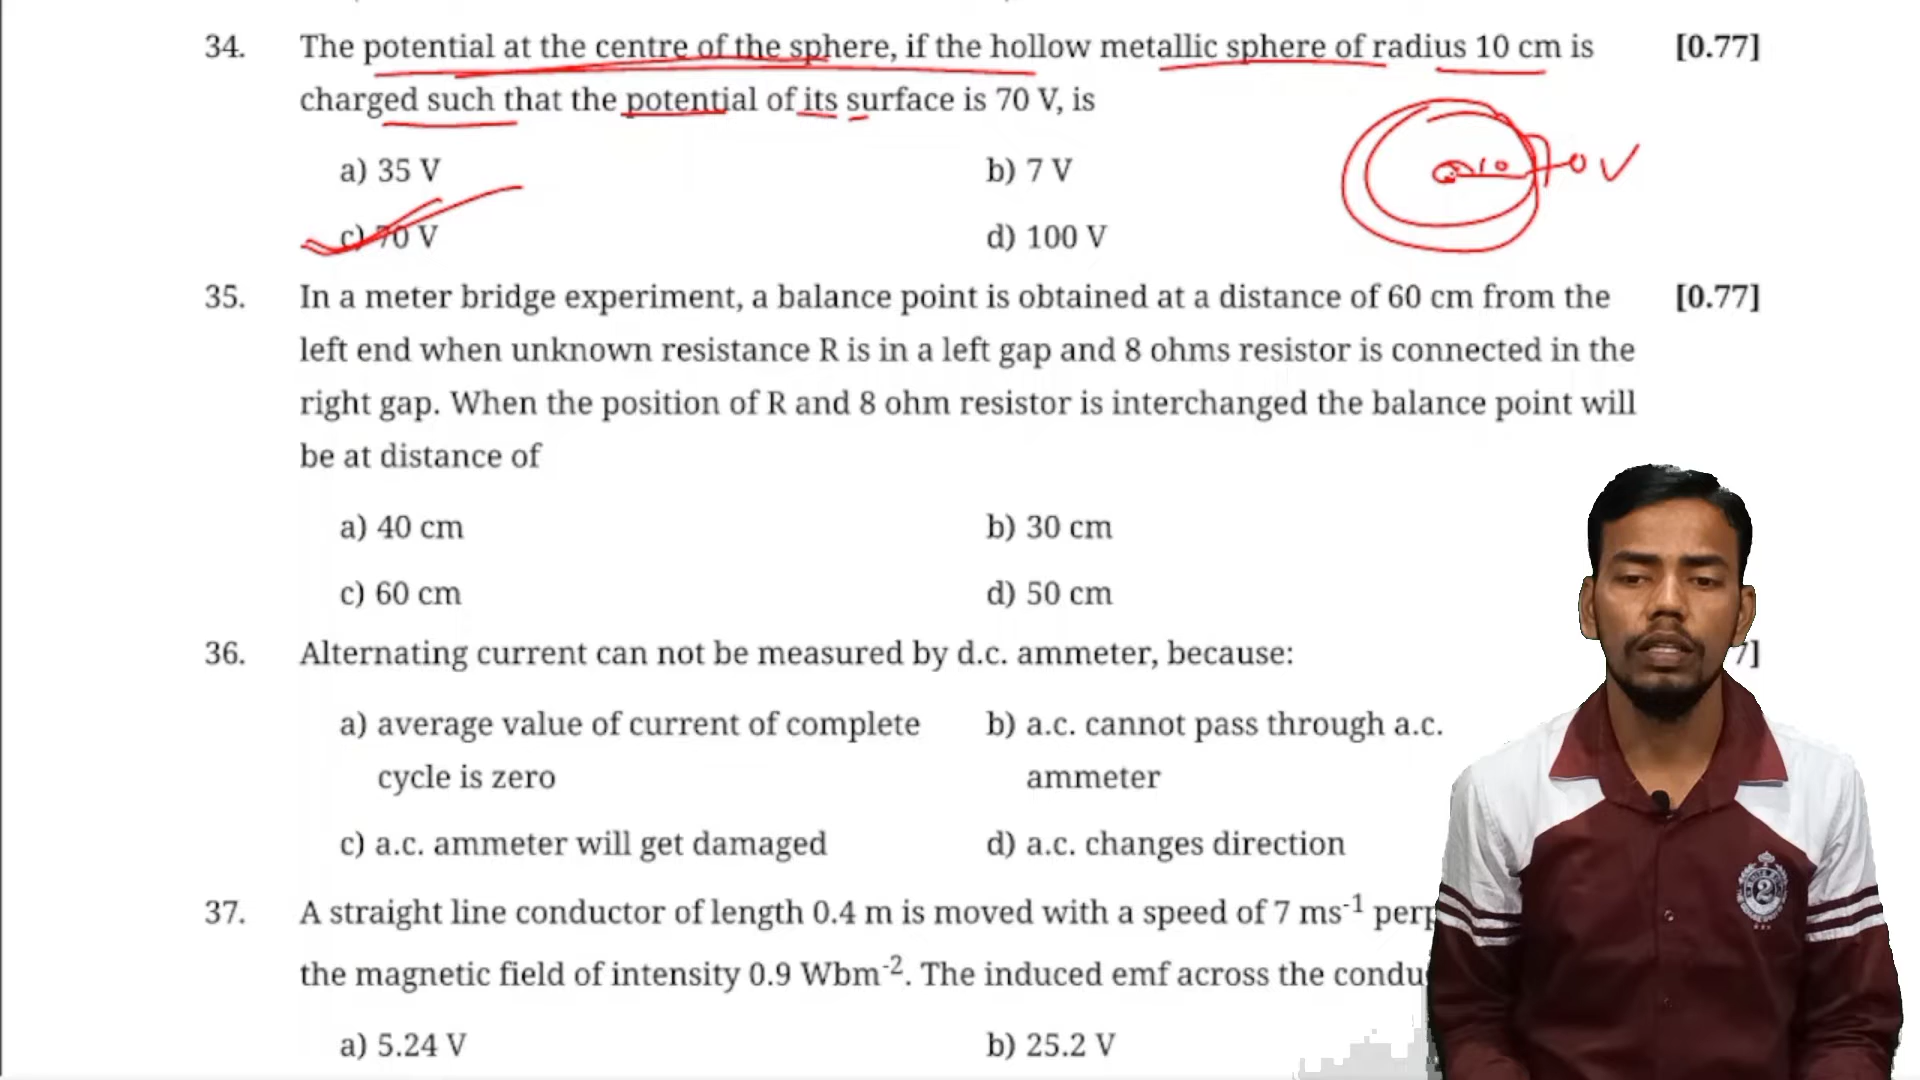 34. The potential at the centre of the sphere, if the hollow metallic sphere of radius 10 cm is [0.77]
charged such that the potential of its surface is 70 V, is
a) 35 V b) 7 V
10 70 V
c) 70 V d) 100 V
35. In a meter bridge experiment, a balance point is obtained at a distance of 60 cm from the [0.77]
left end when unknown resistance R is in a left gap and 8 ohms resistor is connected in the
right gap. When the position of R and 8 ohm resistor is interchanged the balance point will
be at distance of
a) 40 cm b) 30 cm
c) 60 cm d) 50 cm
36. Alternating current can not be measured by d.c. ammeter, because: 7]
a) average value of current of complete b) a.c. cannot pass through a.c.
cycle is zero ammeter
c) a.c. ammeter will get damaged d) a.c. changes direction
37. A straight line conductor of length 0.4 m is moved with a speed of 7 ms⁻¹
the magnetic field of intensity 0.9 Wbm⁻². The induced emf across the
a) 5.24 V b) 25.2 V
2